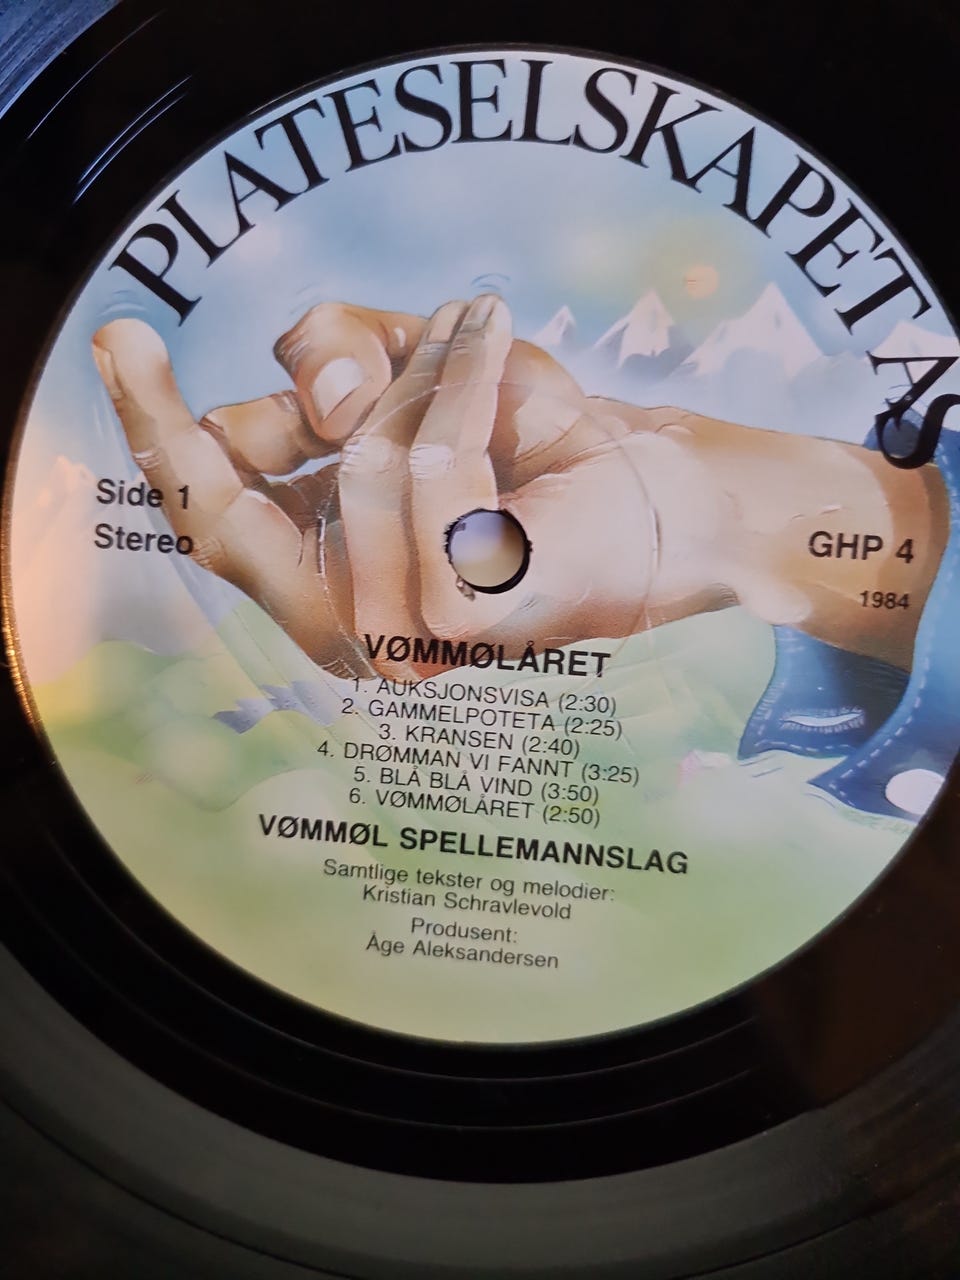 PLATESELSKAPET AS
Side 1
Stereo
GHP 4
1984
VØMMØLÅRET
1. AUKSJONSVISA (2:30)
2. GAMMELPOTETA (2:25)
3. KRANSEN (2:40)
4. DRØMMAN VI FANNT (3:25)
5. BLÅ BLÅ VIND (3:50)
6. VØMMØLÅRET (2:50)
VØMMØL SPELLEMANNSLAG
Samtlige tekster og melodier:
Kristian Schravlevold
Produsent:
Åge Aleksandersen